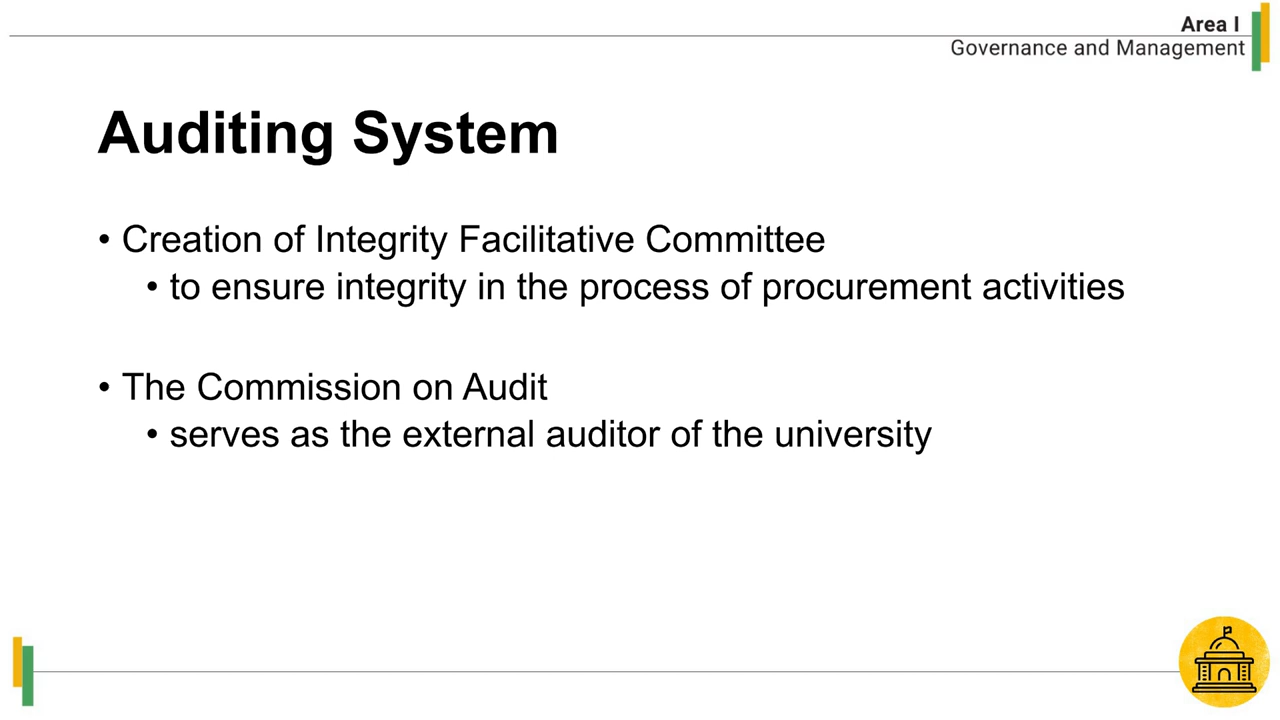 Area I
Governance and Management
Auditing System
• Creation of Integrity Facilitative Committee
• to ensure integrity in the process of procurement activities
• The Commission on Audit
• serves as the external auditor of the university